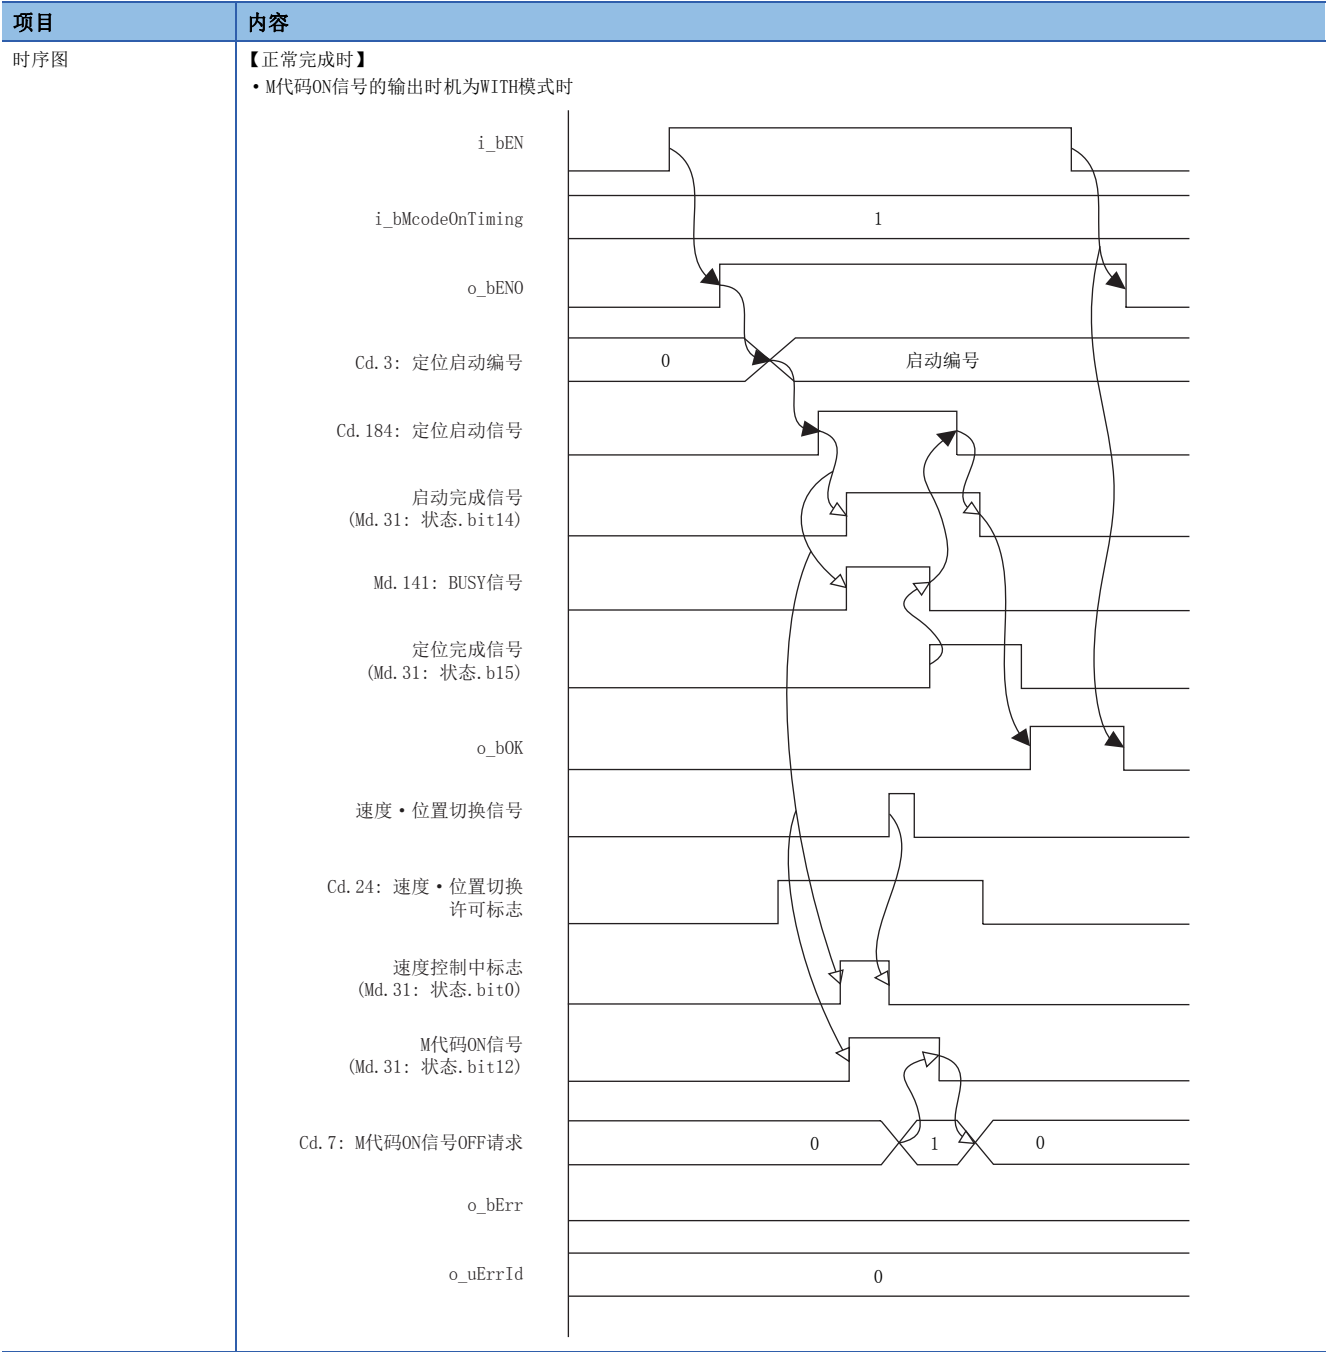 项目 内容
时序图 【正常完成时】
•M代码ON信号的输出时机为WITH模式时
i_bEN
i_bMcodeOnTiming 1
o_bENO
Cd.3: 定位启动编号 0 启动编号
Cd.184: 定位启动信号
启动完成信号
(Md.31: 状态.bit14)
Md.141: BUSY信号
定位完成信号
(Md.31: 状态.b15)
o_bOK
速度•位置切换信号
Cd.24: 速度•位置切换
许可标志
速度控制中标志
(Md.31: 状态.bit0)
M代码ON信号
(Md.31: 状态.bit12)
Cd.7: M代码ON信号OFF请求 0 1 0
o_bErr
o_uErrId 0